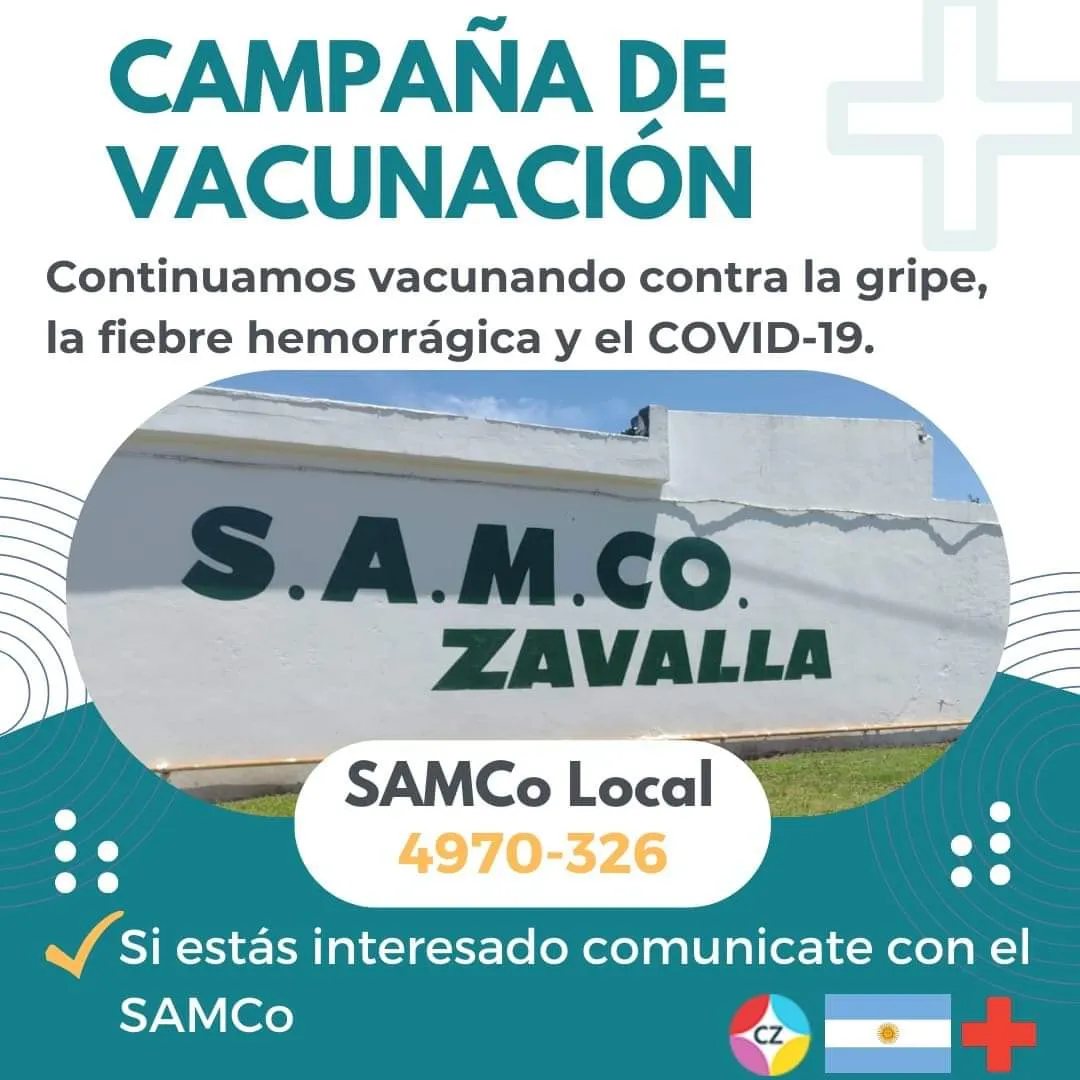 CAMPAÑA DE
VACUNACIÓN
Continuamos vacunando contra la gripe,
la fiebre hemorrágica y el COVID-19.
S.A.M.CO.
ZAVALLA
SAMCo Local
4970-326
Si estás interesado comunicate con el
SAMCo
CZ